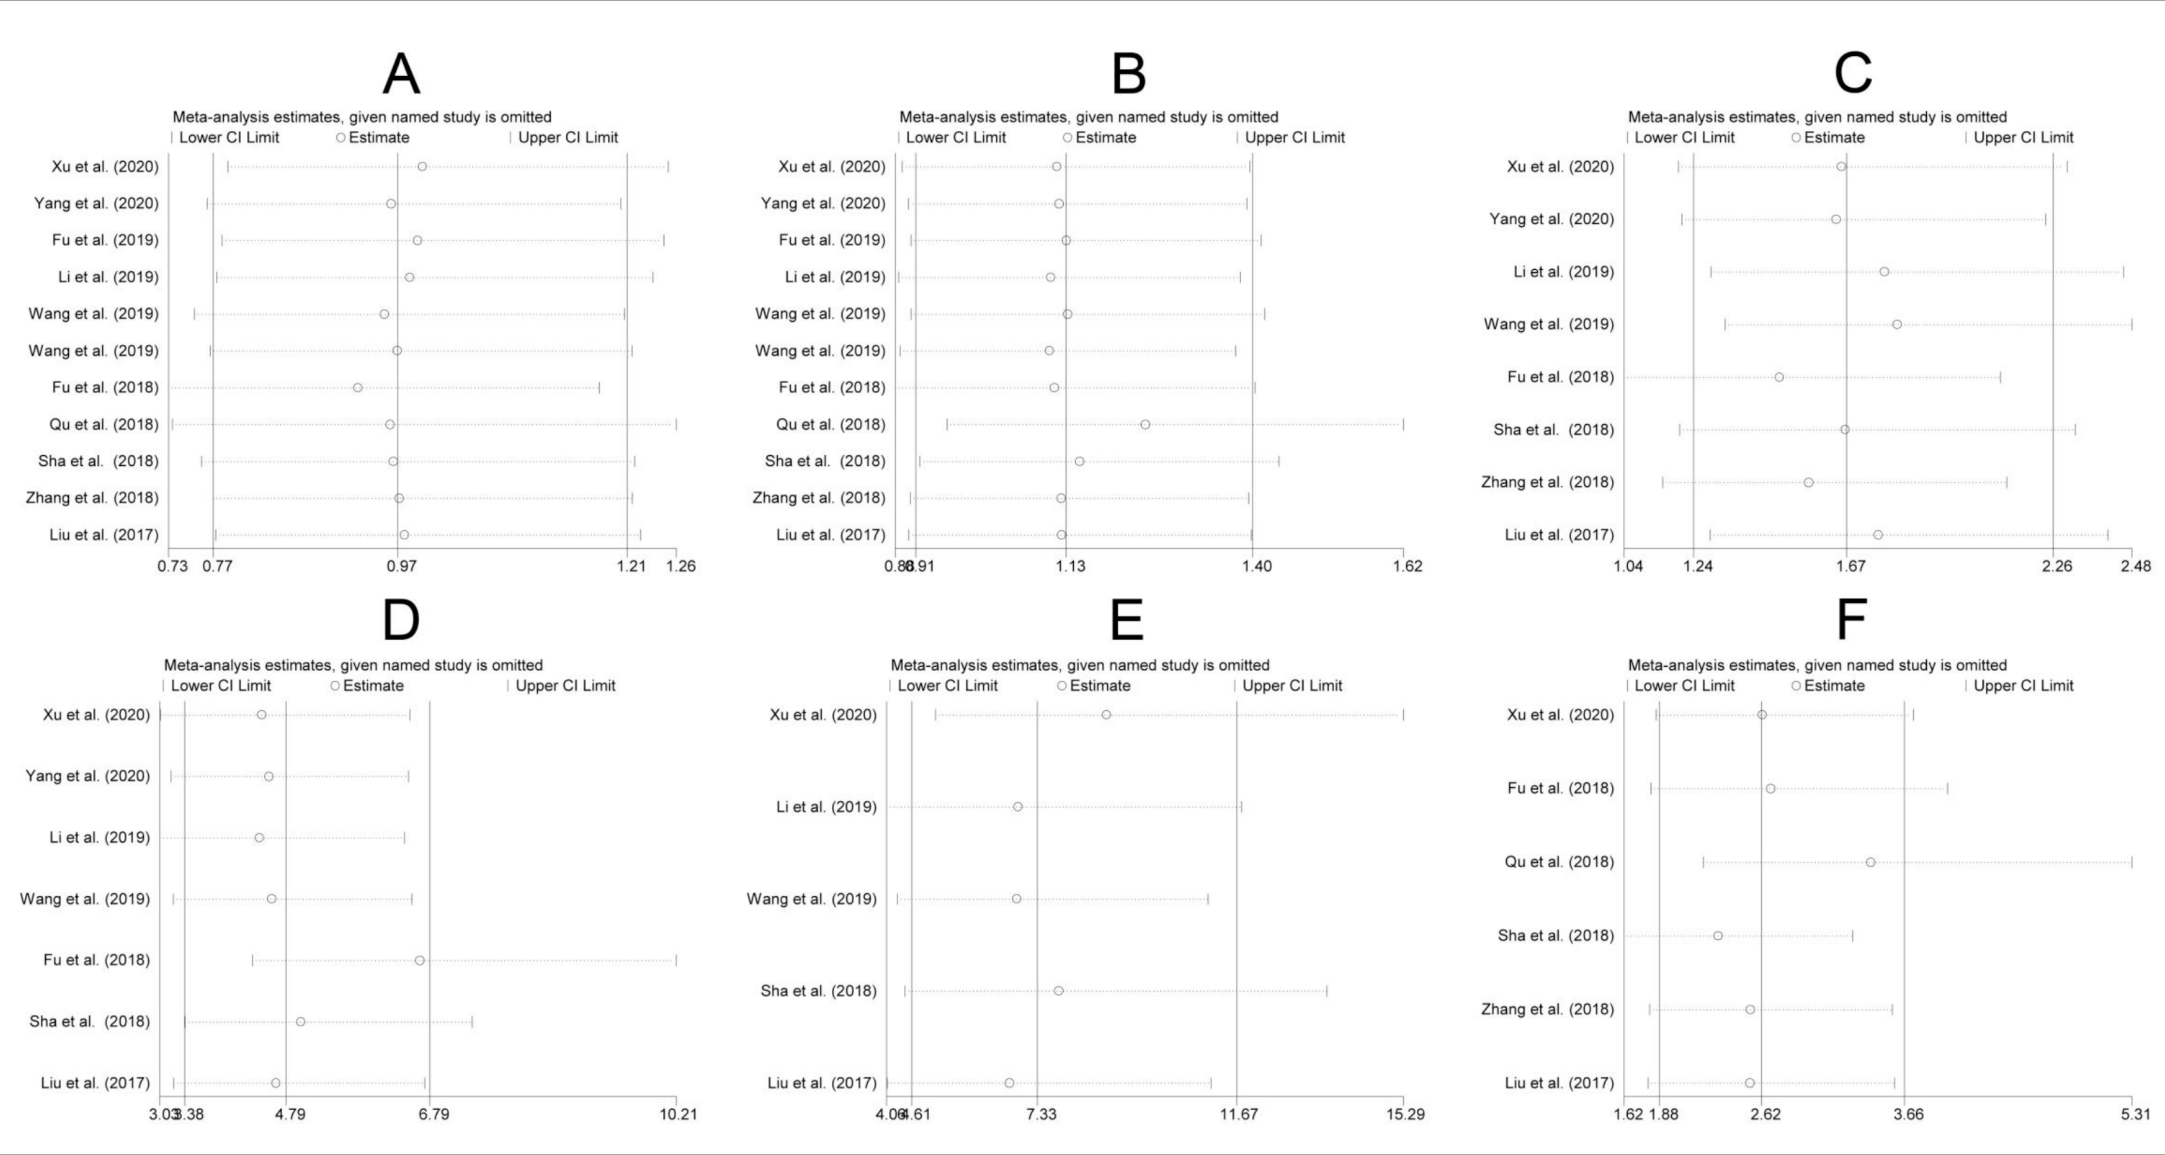 A
Meta-analysis estimates, given named study is omitted
Lower CI Limit Estimate Upper CI Limit
Xu et al. (2020)
Yang et al. (2020)
Fu et al. (2019)
Li et al. (2019)
Wang et al. (2019)
Wang et al. (2019)
Fu et al. (2018)
Qu et al. (2018)
Sha et al. (2018)
Zhang et al. (2018)
Liu et al. (2017)
0.73 0.77 0.97 1.21 1.26
B
Meta-analysis estimates, given named study is omitted
Lower CI Limit Estimate Upper CI Limit
Xu et al. (2020)
Yang et al. (2020)
Fu et al. (2019)
Li et al. (2019)
Wang et al. (2019)
Wang et al. (2019)
Fu et al. (2018)
Qu et al. (2018)
Sha et al. (2018)
Zhang et al. (2018)
Liu et al. (2017)
1.13 1.40 1.62
C
Meta-analysis estimates, given named study is omitted
Lower CI Limit Estimate Upper CI Limit
Xu et al. (2020)
Yang et al. (2020)
Li et al. (2019)
Wang et al. (2019)
Fu et al. (2018)
Sha et al. (2018)
Zhang et al. (2018)
Liu et al. (2017)
1.04 1.24 1.67 2.26 2.48
D
Meta-analysis estimates, given named study is omitted
Lower CI Limit Estimate Upper CI Limit
Xu et al. (2020)
Yang et al. (2020)
Li et al. (2019)
Wang et al. (2019)
Fu et al. (2018)
Sha et al. (2018)
Liu et al. (2017)
3.03 3.38 4.79 6.79 10.21
E
Meta-analysis estimates, given named study is omitted
Lower CI Limit Estimate Upper CI Limit
Xu et al. (2020)
Li et al. (2019)
Wang et al. (2019)
Sha et al. (2018)
Liu et al. (2017)
4.06 4.61 7.33 11.67 15.29
F
Meta-analysis estimates, given named study is omitted
Lower CI Limit Estimate Upper CI Limit
Xu et al. (2020)
Fu et al. (2018)
Qu et al. (2018)
Sha et al. (2018)
Zhang et al. (2018)
Liu et al. (2017)
1.62 1.88 2.62 3.66 5.31